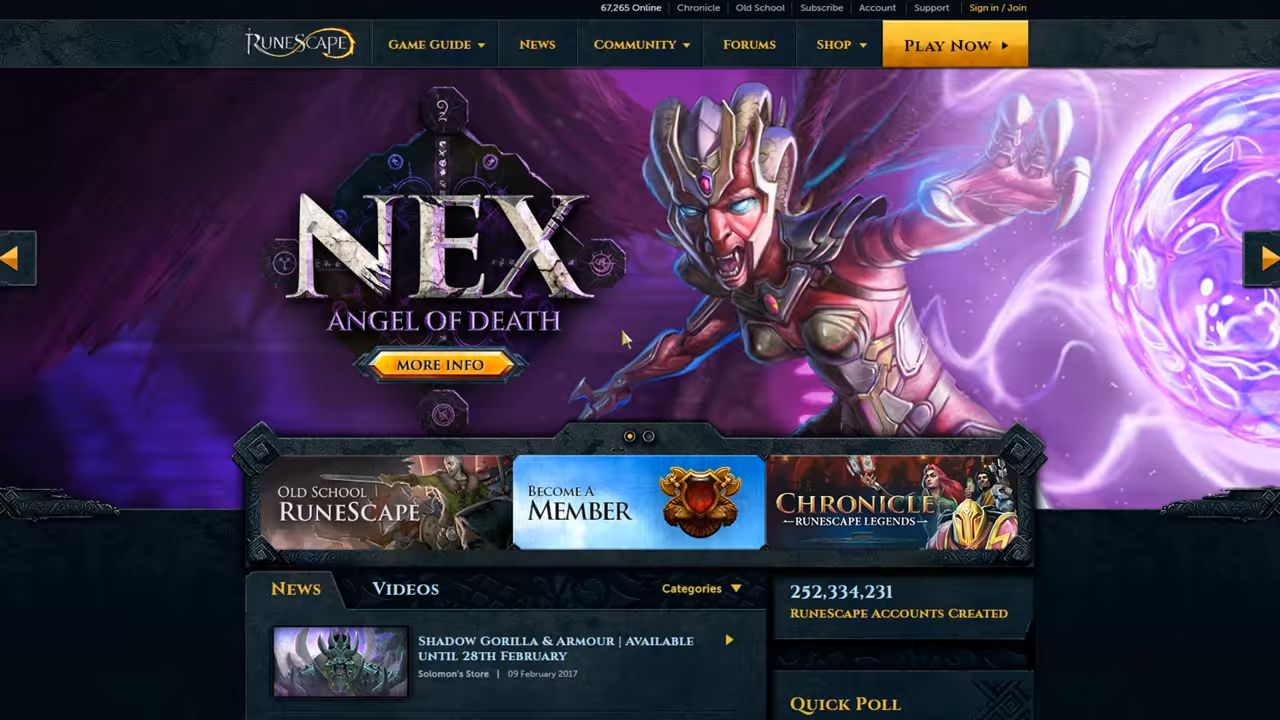 67,265 Online Chronicle Old School Subscribe Account Support Sign in / Join
RUNESCAPE GAME GUIDE NEWS COMMUNITY FORUMS SHOP PLAY NOW
NEX
ANGEL OF DEATH
MORE INFO
OLD SCHOOL
RUNESCAPE
BECOME A
MEMBER
CHRONICLE
RUNESCAPE LEGENDS
NEWS VIDEOS Categories
252,334,231
RUNESCAPE ACCOUNTS CREATED
SHADOW GORILLA & ARMOUR | AVAILABLE
UNTIL 28TH FEBRUARY
Solomon's Store | 09 February 2017
QUICK POLL